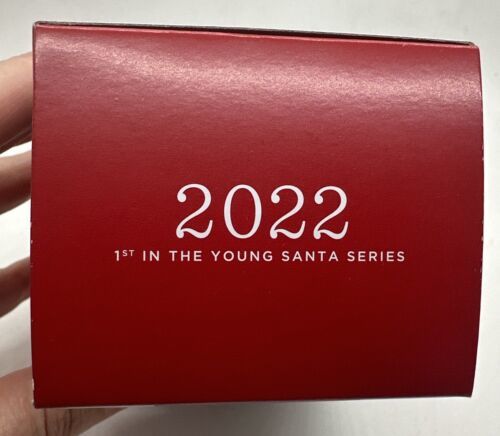 2022
1ST IN THE YOUNG SANTA SERIES